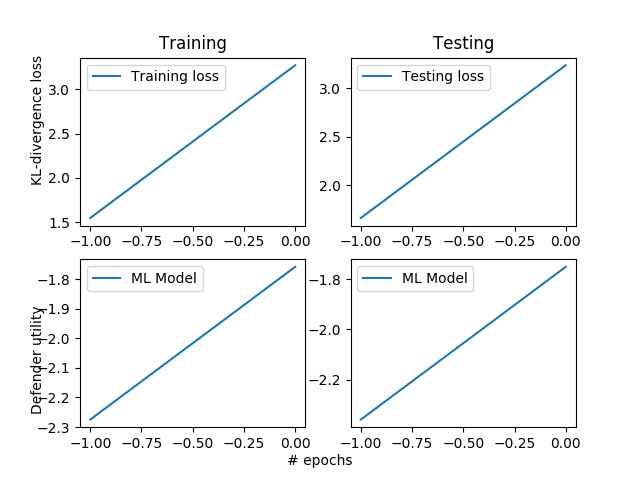 Training
Testing
KL-divergence loss
Training loss
Testing loss
3.0
2.5
2.0
1.5
−1.00 −0.75 −0.50 −0.25 0.00
3.0
2.5
2.0
−1.00 −0.75 −0.50 −0.25 0.00
Defender utility
ML Model
ML Model
−1.8
−1.9
−2.0
−2.1
−2.2
−2.3
−1.00 −0.75 −0.50 −0.25 0.00
−1.8
−2.0
−2.2
−1.00 −0.75 −0.50 −0.25 0.00
# epochs